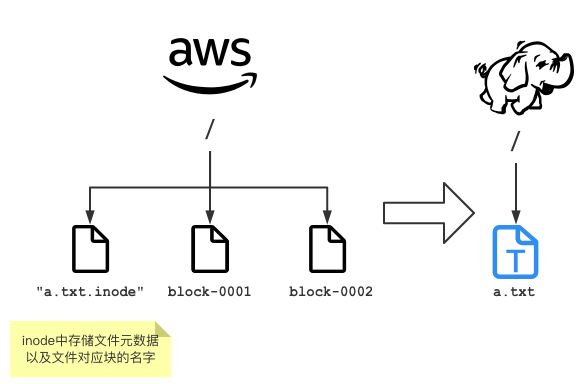 aws
/
/
"a.txt.inode"
block-0001
block-0002
T
a.txt
inode中存储文件元数据
以及文件对应块的名字